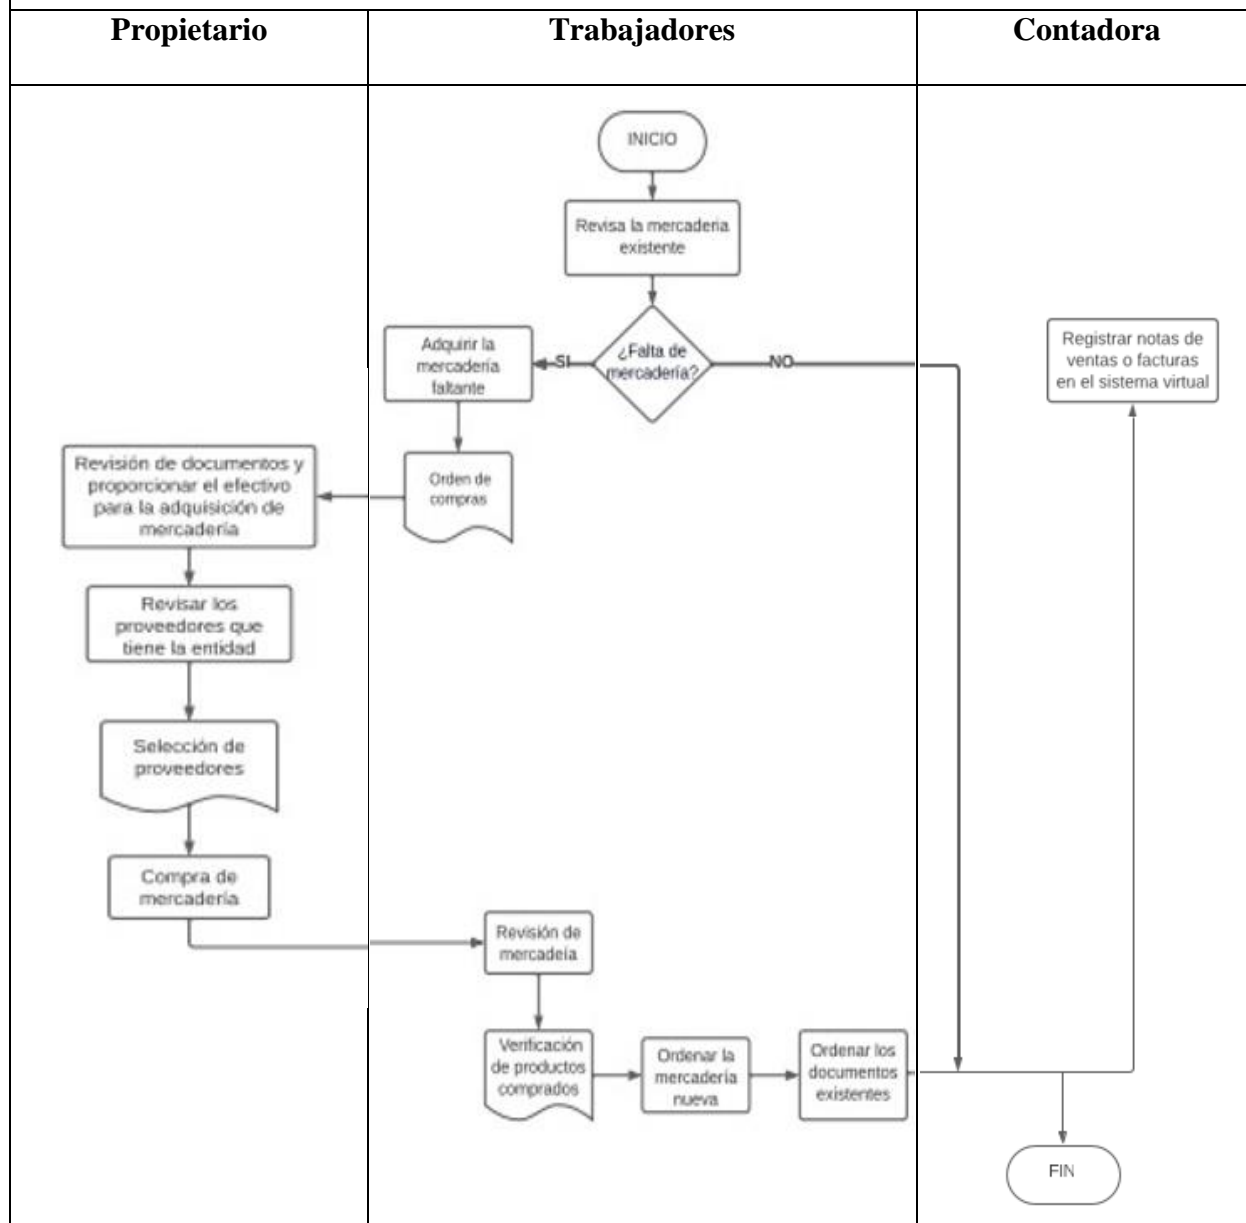 Propietario
Trabajadores
Contadora
INICIO
Revisa la mercaderia
existente
¿Falta de
mercadería?
SI
NO
Adquirir la
mercadería
faltante
Registrar notas de
ventas o facturas
en el sistema virtual
Orden de
compras
Revisión de documentos y
proporcionar el efectivo
para la adquisición de
mercadería
Revisar los
proveedores que
tiene la entidad
Selección de
proveedores
Compra de
mercadería
Revisión de
mercadeía
Verificación
de productos
comprados
Ordenar la
mercadería
nueva
Ordenar los
documentos
existentes
FIN